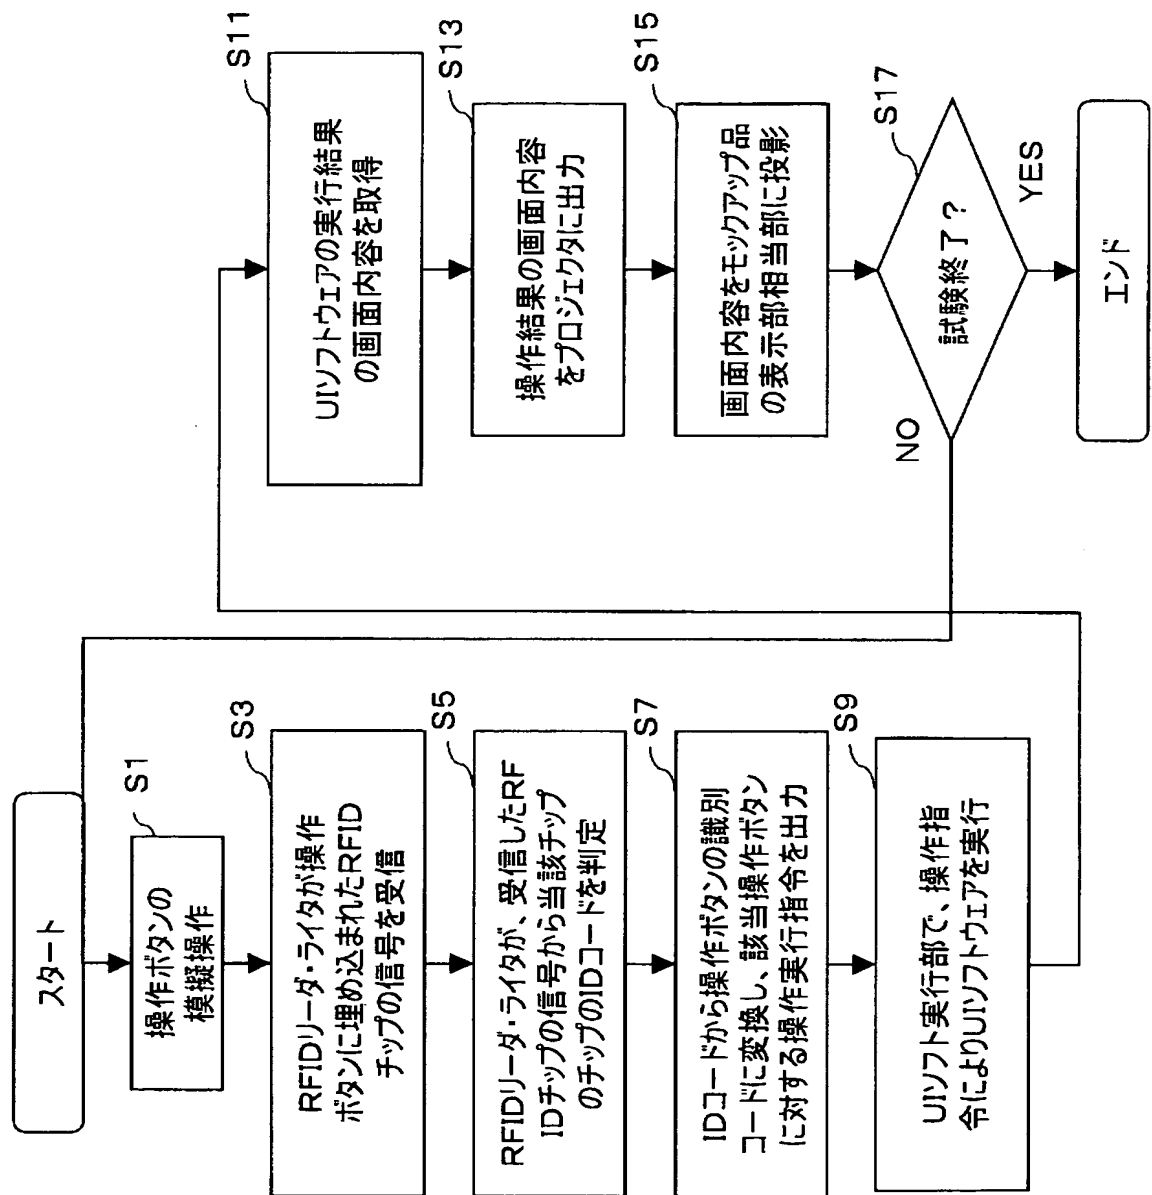 スタート
S1
操作ボタンの
模擬操作
S3
RFIDリーダ・ライタが操作
ボタンに埋め込まれたRFID
チップの信号を受信
S5
RFIDリーダ・ライタが、受信したRF
IDチップの信号から当該チップ
のチップのIDコードを判定
S7
IDコードから操作ボタンの識別
コードに変換し、該当操作ボタン
に対する操作実行指令を出力
S9
UIソフト実行部で、操作指
令によりUIソフトウェアを実行
S11
UIソフトウェアの実行結果
の画面内容を取得
S13
操作結果の画面内容
をプロジェクタに出力
S15
画面内容をモックアップ品
の表示部相当部に投影
S17
試験終了？
NO
YES
エンド